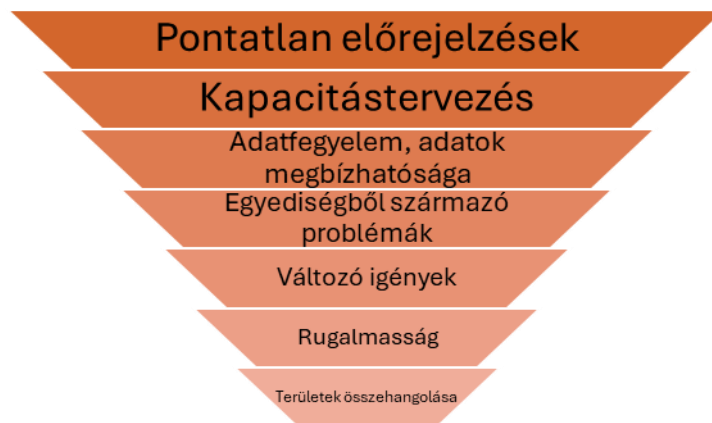 Pontatlan előrejelzések
Kapacitástervezés
Adatfegyelem, adatok
megbízhatósága
Egyediségből származó
problémák
Változó igények
Rugalmasság
Területek összehangolása